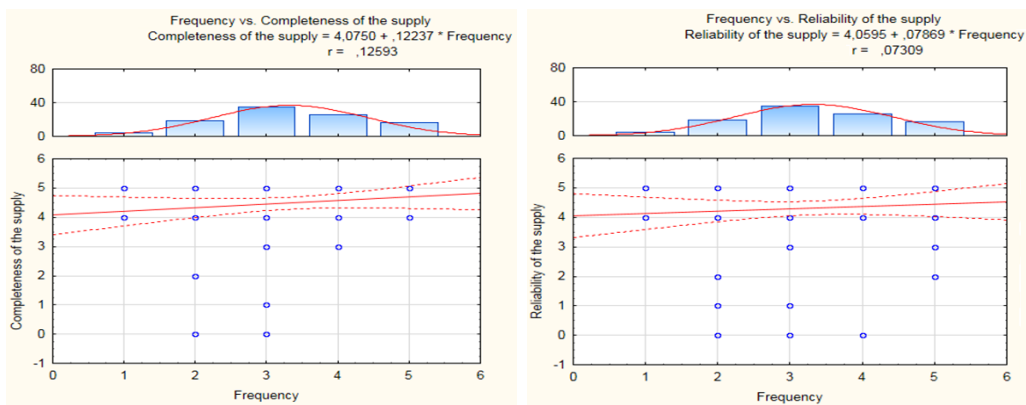 Frequency vs. Completeness of the supply
Completeness of the supply = 4,0750 + ,12237 * Frequency
r = ,12593
80
40
0
6
5
4
3
2
1
0
-1
Completeness of the supply
0 1 2 3 4 5 6
Frequency
Frequency vs. Reliability of the supply
Reliability of the supply = 4,0595 + ,07869 * Frequency
r = ,07309
80
40
0
6
5
4
3
2
1
0
-1
Reliability of the supply
0 1 2 3 4 5 6
Frequency